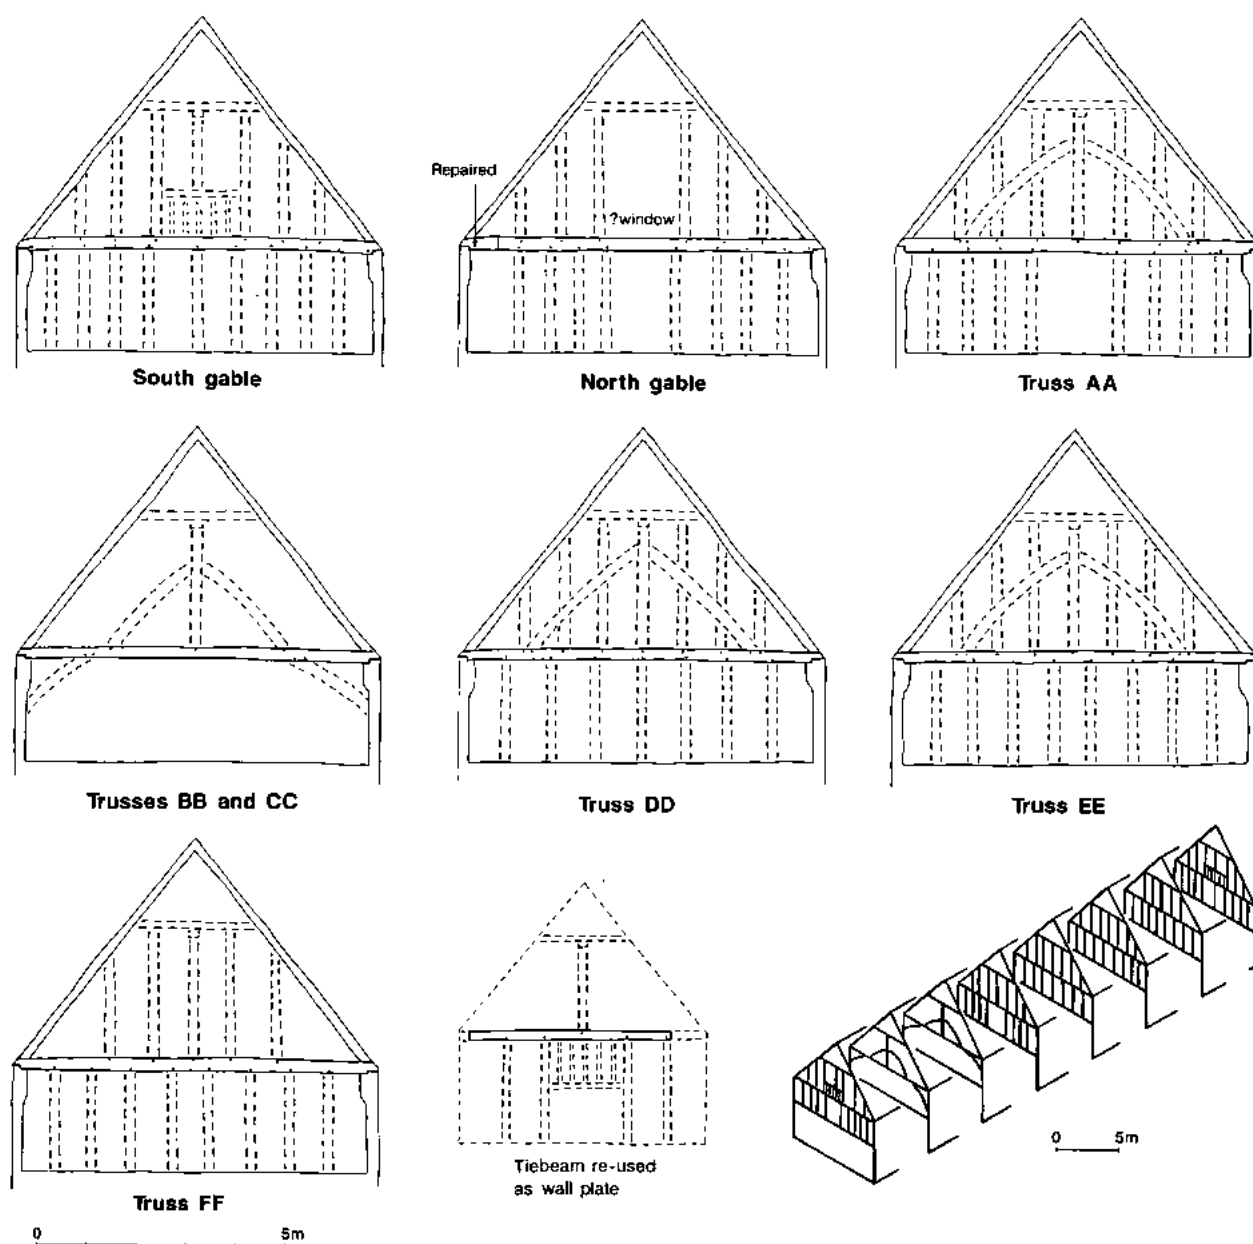 Repaired
?window
South gable
North gable
Truss AA
Trusses BB and CC
Truss DD
Truss EE
Truss FF
Tiebeam re-used
as wall plate
0 5m
0 5m